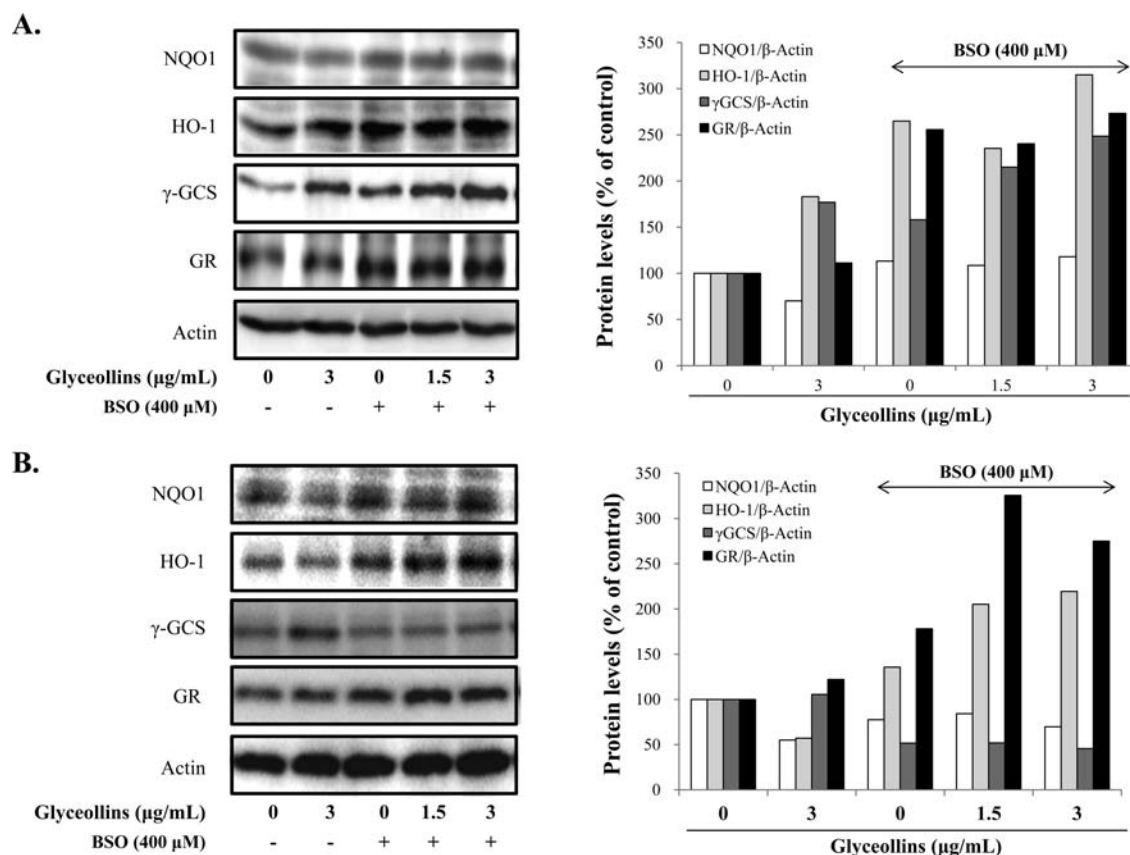 A.
NQO1
HO-1
γ-GCS
GR
Actin
Glyceollins (µg/mL) 0 3 0 1.5 3
BSO (400 µM) - - + + +
350
300
250
200
150
100
50
0
Protein levels (% of control)
NQO1/β-Actin
HO-1/β-Actin
γGCS/β-Actin
GR/β-Actin
BSO (400 µM)
0 3 0 1.5 3
Glyceollins (µg/mL)
B.
NQO1
HO-1
γ-GCS
GR
Actin
Glyceollins (µg/mL) 0 3 0 1.5 3
BSO (400 µM) - - + + +
350
300
250
200
150
100
50
0
Protein levels (% of control)
NQO1/β-Actin
HO-1/β-Actin
γGCS/β-Actin
GR/β-Actin
BSO (400 µM)
0 3 0 1.5 3
Glyceollins (µg/mL)